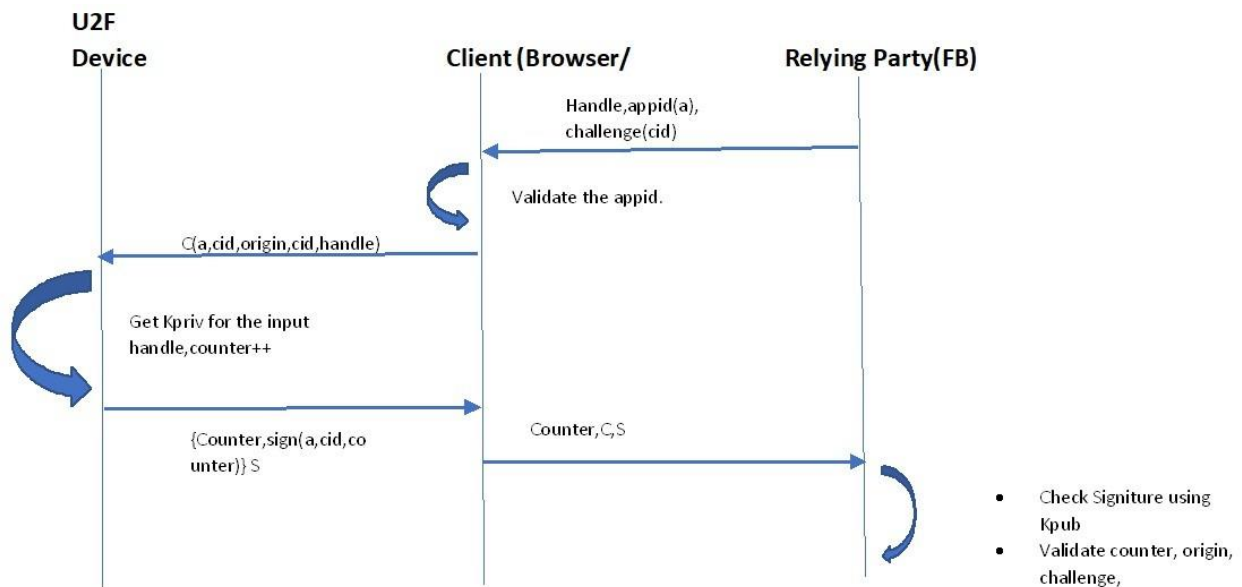 U2F
Device
Client (Browser/
Relying Party(FB)
Handle,appid(a),
challenge(cid)
Validate the appid.
C(a,cid,origin,cid,handle)
Get Kpriv for the input
handle,counter++
{Counter,sign(a,cid,co
unter)} S
Counter,C,S
• Check Signiture using
Kpub
• Validate counter, origin,
challenge,